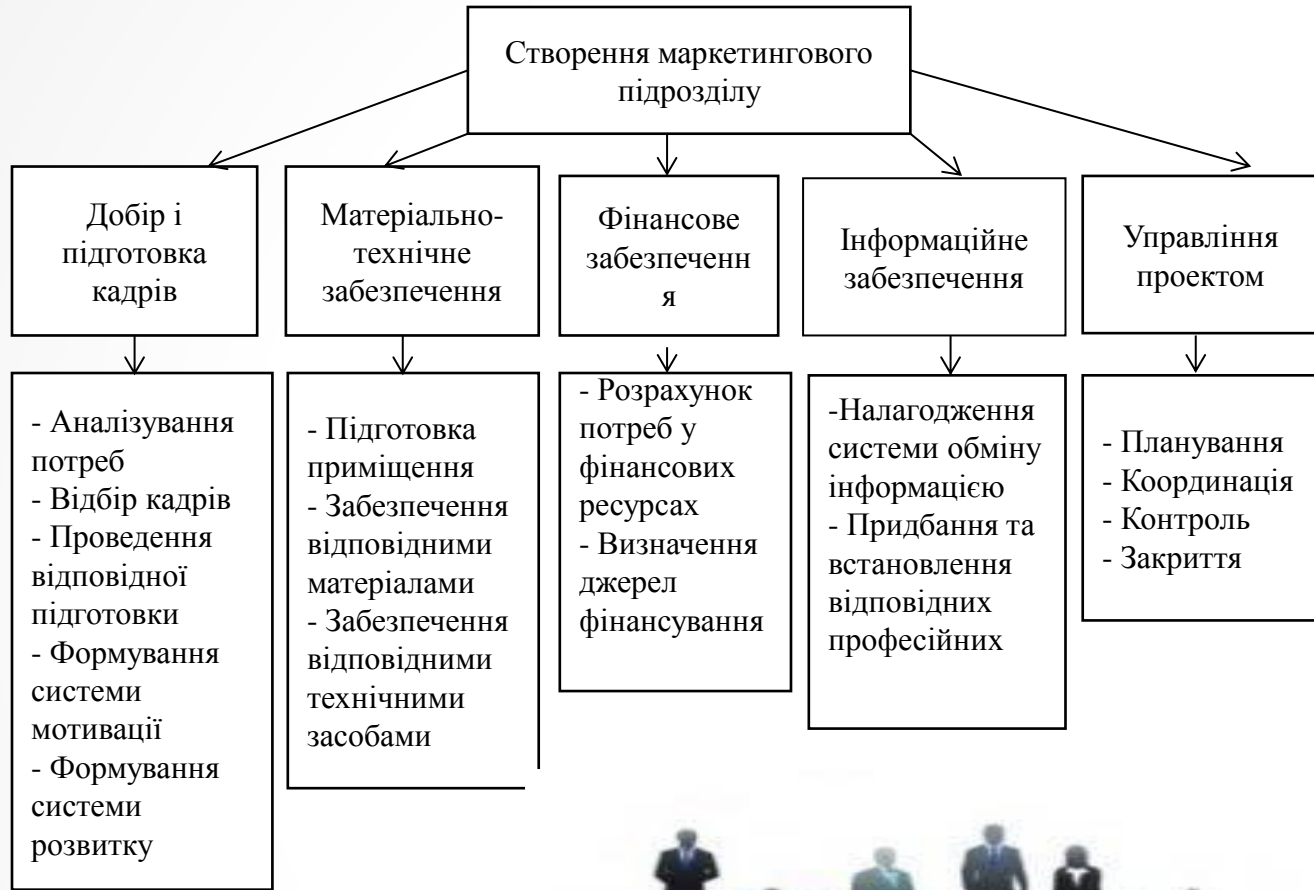 Створення маркетингового
підрозділу
Добір і
підготовка
кадрів
Матеріально-
технічне
забезпечення
Фінансове
забезпеченн
я
Інформаційне
забезпечення
Управління
проектом
- Аналізування
потреб
- Відбір кадрів
- Проведення
відповідної
підготовки
- Формування
системи
мотивації
- Формування
системи
розвитку
- Підготовка
приміщення
- Забезпечення
відповідними
матеріалами
- Забезпечення
відповідними
технічними
засобами
- Розрахунок
потреб у
фінансових
ресурсах
- Визначення
джерел
фінансування
-Налагодження
системи обміну
інформацією
- Придбання та
встановлення
відповідних
професійних
- Планування
- Координація
- Контроль
- Закриття